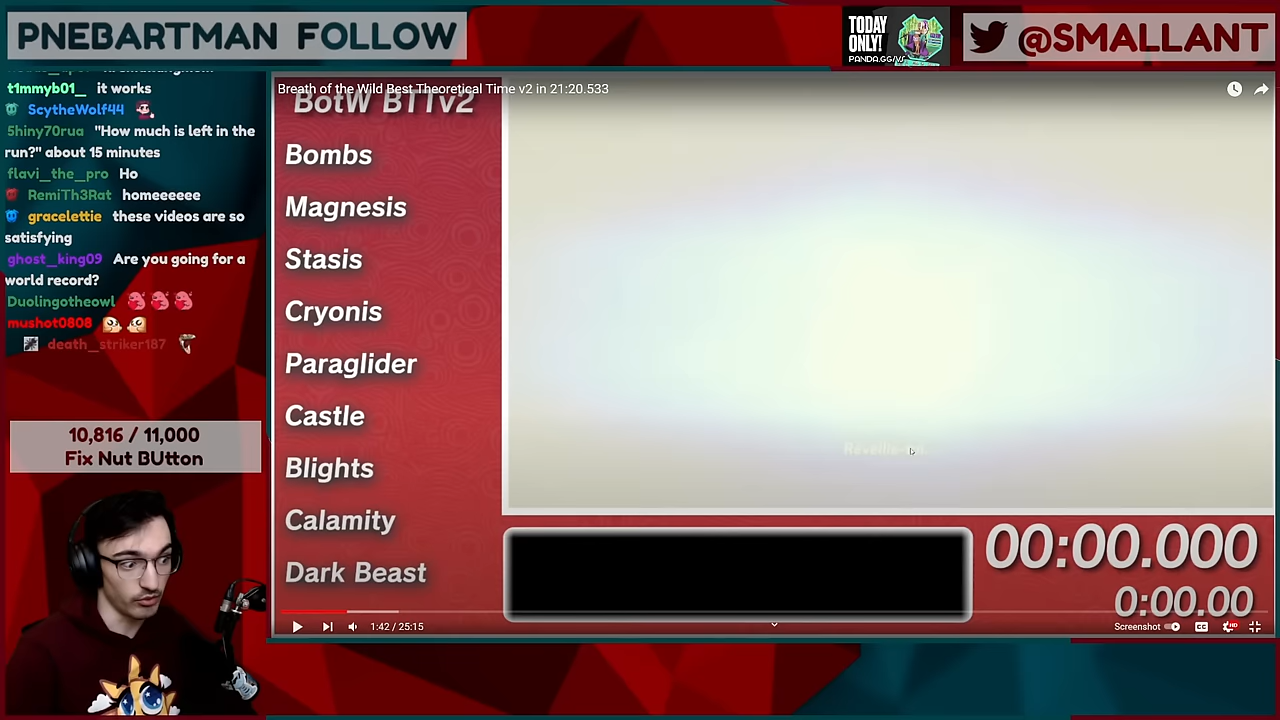 PNEBARTMAN FOLLOW
TODAY
ONLY!
PANDA.GG/VS
@SMALLANT
t1mmyb01_ it works
ScytheWolf44
5hiny70rua "How much is left in the
run?" about 15 minutes
flavi_the_pro Ho
RemiTh3Rat homeeeeee
gracelettie these videos are so
satisfying
ghost_king09 Are you going for a
world record?
Duolingotheowl
mushot0808
death_striker187
10,816 / 11,000
Fix Nut BUtton
Breath of the Wild Best Theoretical Time v2 in 21:20.533
BotW BTTv2
Bombs
Magnesis
Stasis
Cryonis
Paraglider
Castle
Blights
Calamity
Dark Beast
00:00.000
0:00.00
1:42 / 25:15
Screenshot
CC
HD